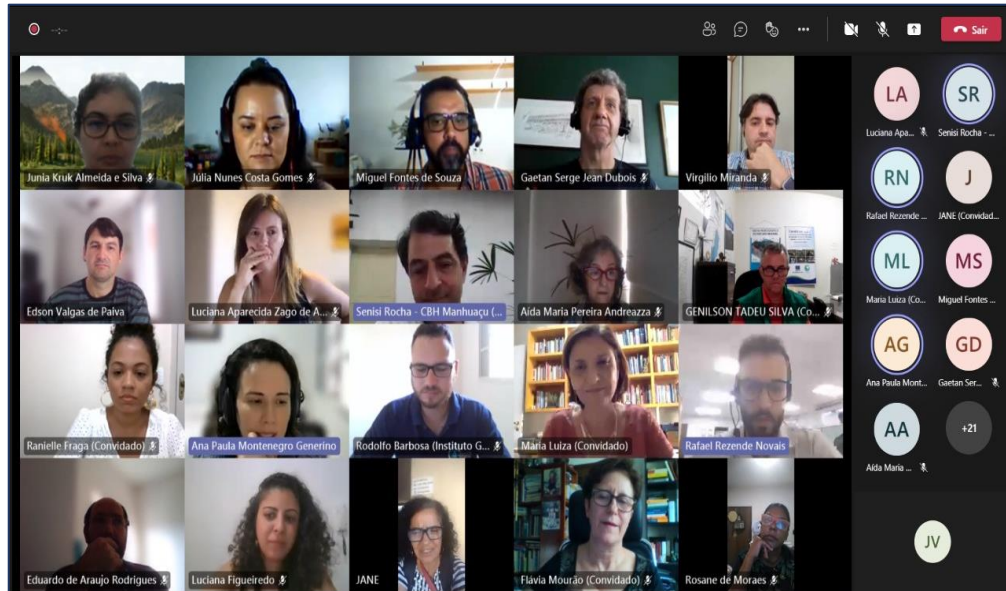 Sair
Junia Kruk Almeida e Silva
Júlia Nunes Costa Gomes
Miguel Fontes de Souza
Gaetan Serge Jean Dubois
Virgilio Miranda
Edson Valgas de Paiva
Luciana Aparecida Zago de A...
Senisi Rocha - CBH Manhuaçu (...
Aída Maria Pereira Andreazza
GENILSON TADEU SILVA (Co...
Ranielle Fraga (Convidado)
Ana Paula Montenegro Generino
Rodolfo Barbosa (Instituto G...
Maria Luiza (Convidado)
Rafael Rezende Novais
Eduardo de Araujo Rodrigues
Luciana Figueiredo
JANE
Flávia Mourão (Convidado)
Rosane de Moraes
LA
SR
Luciana Apa...
Senisi Rocha - ...
RN
J
Rafael Rezende ...
JANE (Convidad...
ML
MS
Maria Luiza (Co...
Miguel Fontes ...
AG
GD
Ana Paula Mont...
Gaetan Ser...
AA
+21
Aída Maria ...
JV